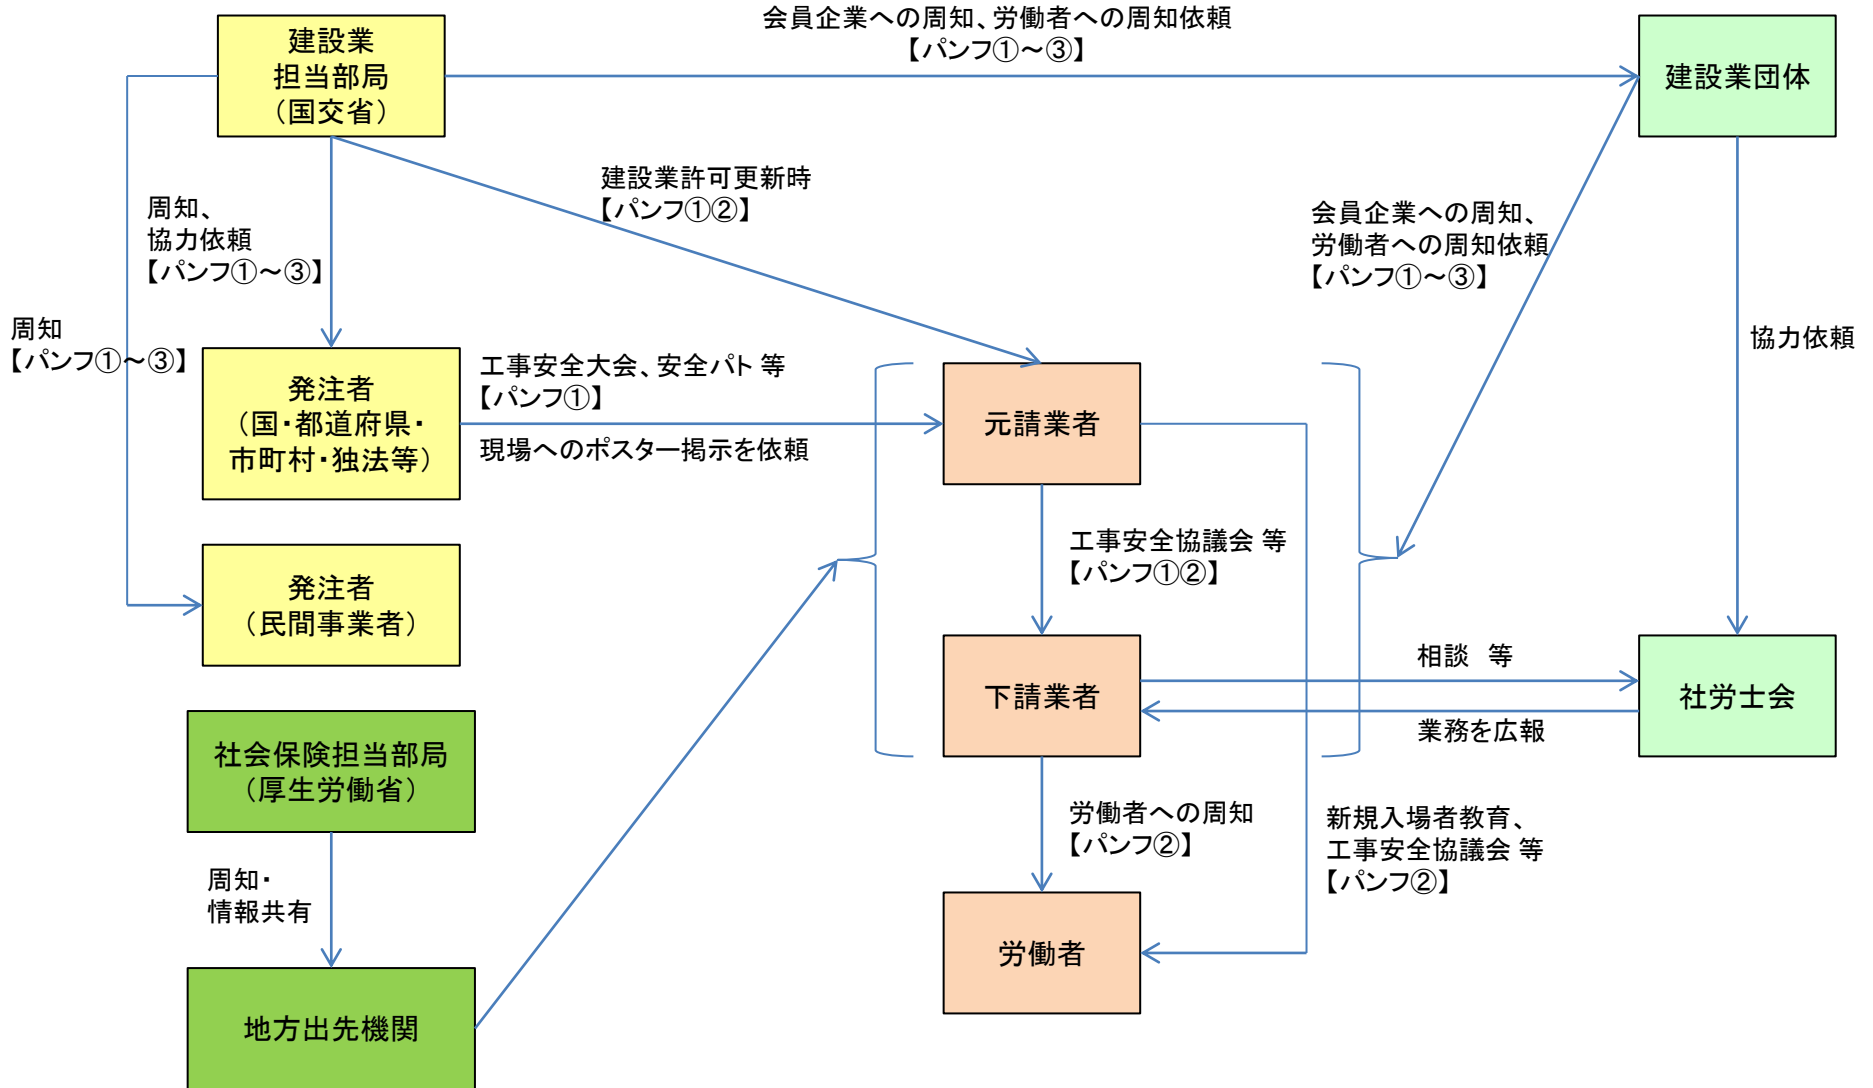 会員企業への周知、労働者への周知依頼
【パンフ①～③】
建設業
担当部局
（国交省）
建設業団体
建設業許可更新時
【パンフ①②】
周知、
協力依頼
【パンフ①～③】
会員企業への周知、
労働者への周知依頼
【パンフ①～③】
周知
【パンフ①～③】
協力依頼
発注者
（国・都道府県・
市町村・独法等）
工事安全大会、安全パト 等
【パンフ①】
現場へのポスター掲示を依頼
元請業者
工事安全協議会 等
【パンフ①②】
発注者
（民間事業者）
下請業者
相談　等
業務を広報
社労士会
社会保険担当部局
（厚生労働省）
労働者への周知
【パンフ②】
新規入場者教育、
工事安全協議会 等
【パンフ②】
周知・
情報共有
労働者
地方出先機関